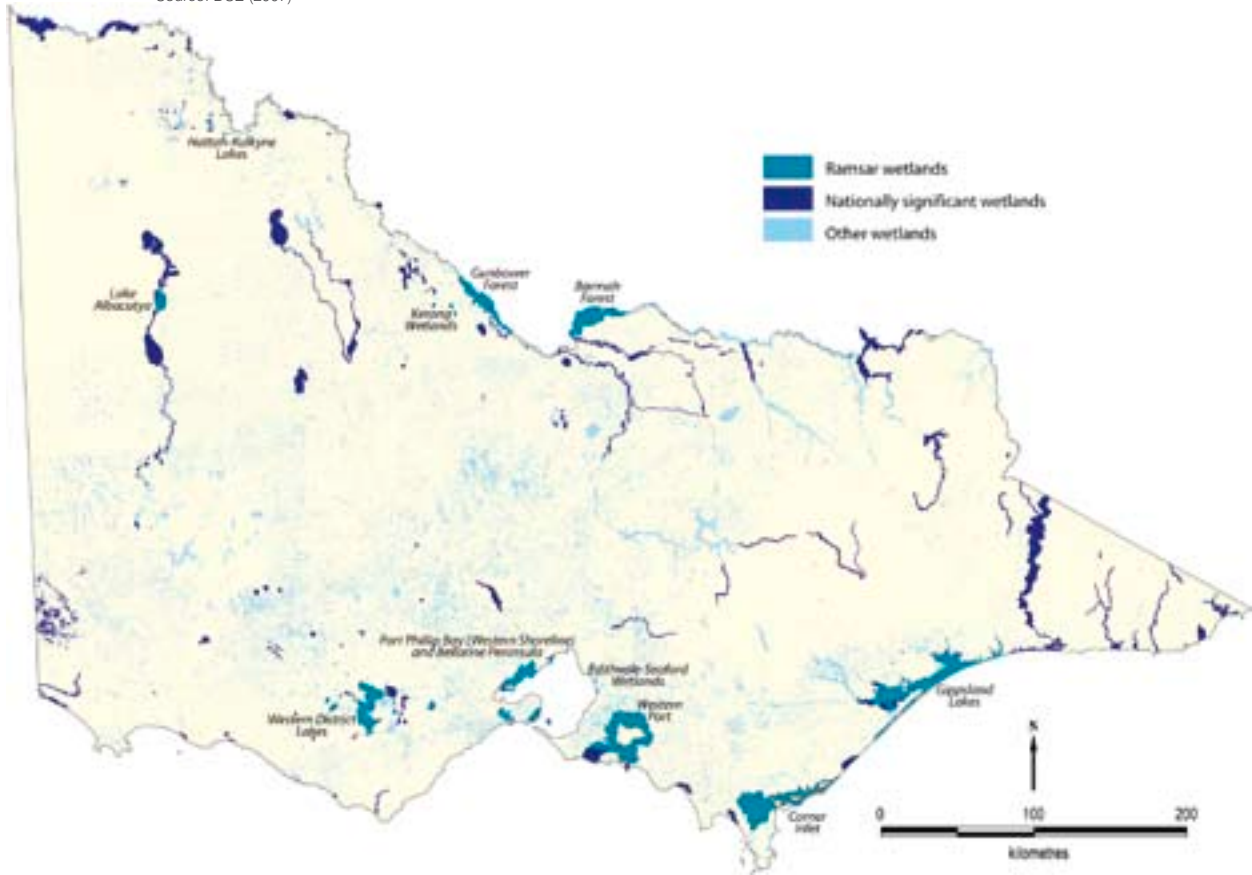 Hattah-Kulkyne
Lakes
Ramsar wetlands
Nationally significant wetlands
Other wetlands
Lake
Albacutya
Gunbower
Forest
Barmah
Forest
Kerang
Wetlands
Port Phillip Bay (Western Shoreline)
and Bellarine Peninsula
Edithvale-Seaford
Wetlands
Western
Port
Western District
Lakes
Gippsland
Lakes
Corner
Inlet
N
0 100 200
kilometres